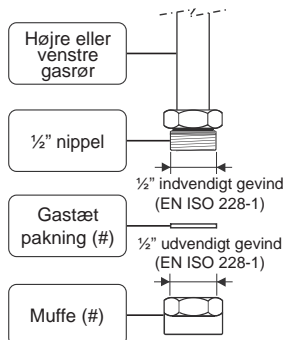 Højre eller
venstre
gasrør
½” nippel
½” indvendigt gevind
(EN ISO 228-1)
Gastæt
pakning (#)
½” udvendigt gevind
(EN ISO 228-1)
Muffe (#)